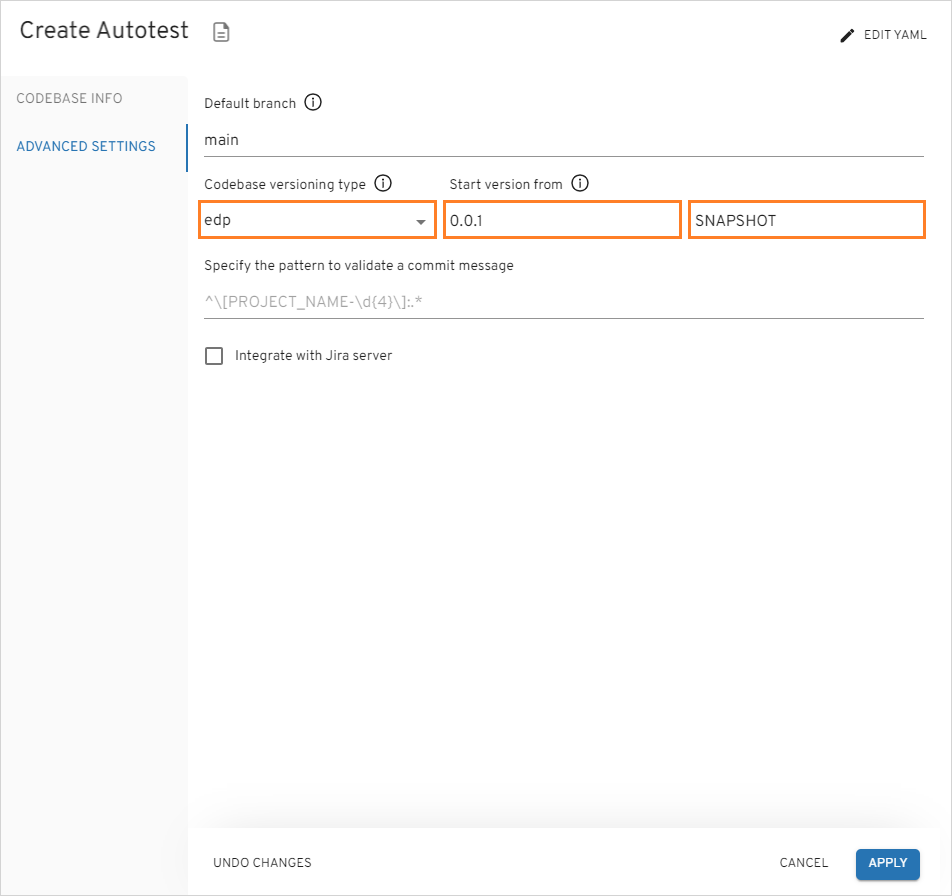 Create Autotest
EDIT YAML
CODEBASE INFO
ADVANCED SETTINGS
Default branch
main
Codebase versioning type Start version from
edp 0.0.1 SNAPSHOT
Specify the pattern to validate a commit message
^\[PROJECT_NAME-\d{4}\]:.*
Integrate with Jira server
UNDO CHANGES CANCEL APPLY